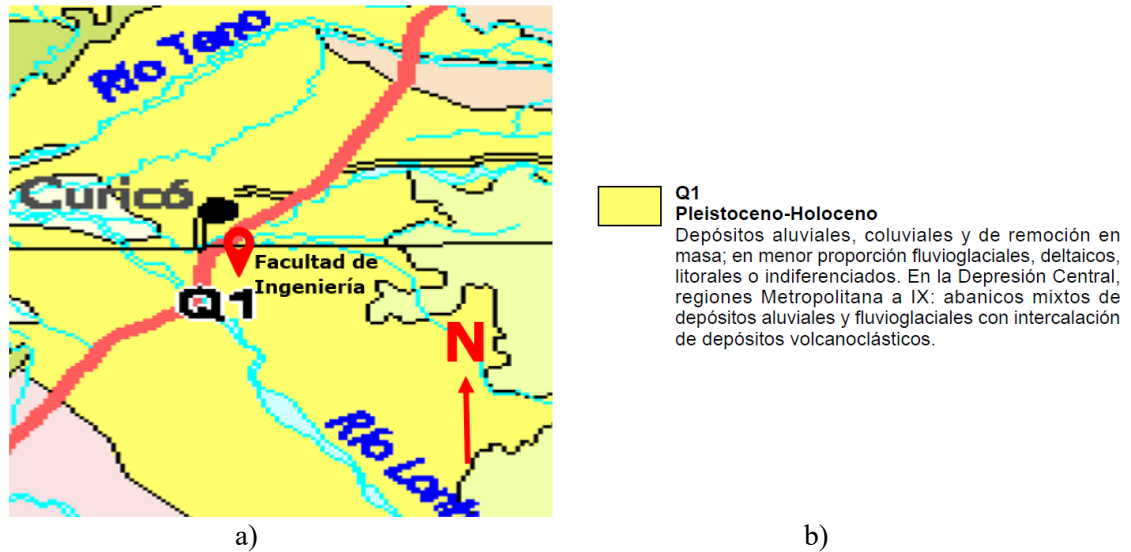 Río Teno
Curicó
Facultad de
Ingeniería
Q1
N
Río Lon
a)
Q1
Pleistoceno-Holoceno
Depósitos aluviales, coluviales y de remoción en
masa; en menor proporción fluvioglaciales, deltaicos,
litorales o indiferenciados. En la Depresión Central,
regiones Metropolitana a IX: abanicos mixtos de
depósitos aluviales y fluvioglaciales con intercalación
de depósitos volcanoclásticos.
b)